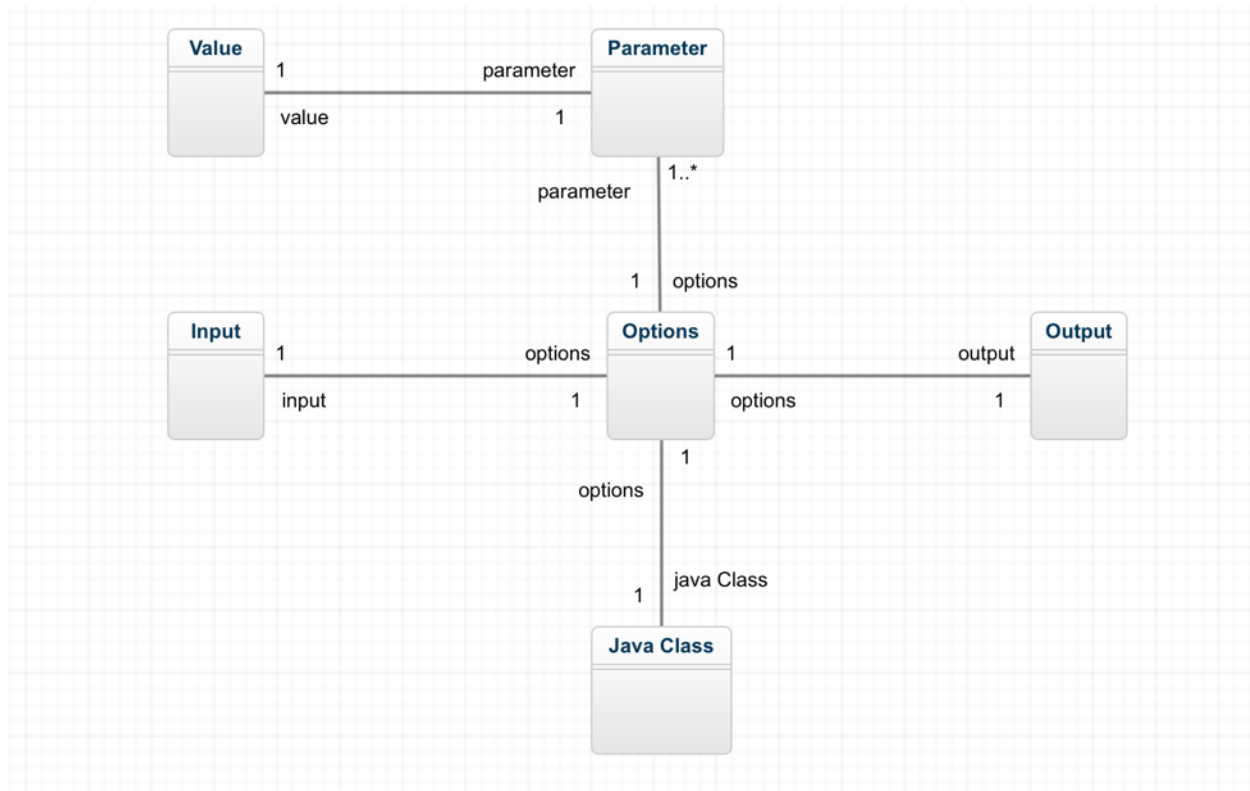 Value
Parameter
1
parameter
value
1
1..*
parameter
1
options
Input
Options
Output
1
options
1
output
input
1
options
1
1
options
java Class
1
Java Class